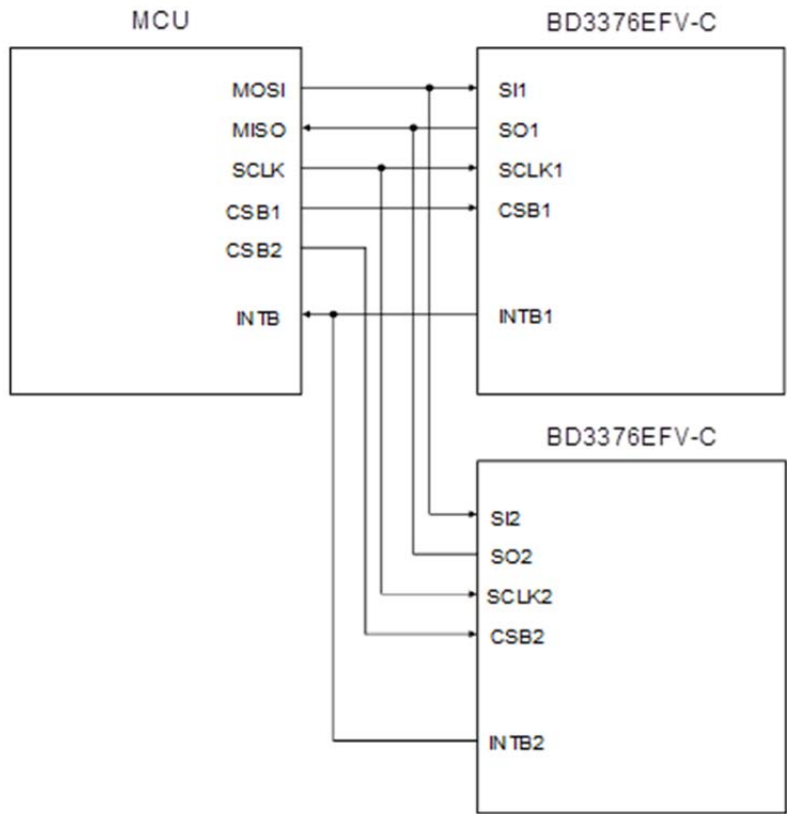 MCU
MOSI
MISO
SCLK
CSB1
CSB2
INTB
BD3376EFV-C
SI1
SO1
SCLK1
CSB1
INTB1
BD3376EFV-C
SI2
SO2
SCLK2
CSB2
INTB2